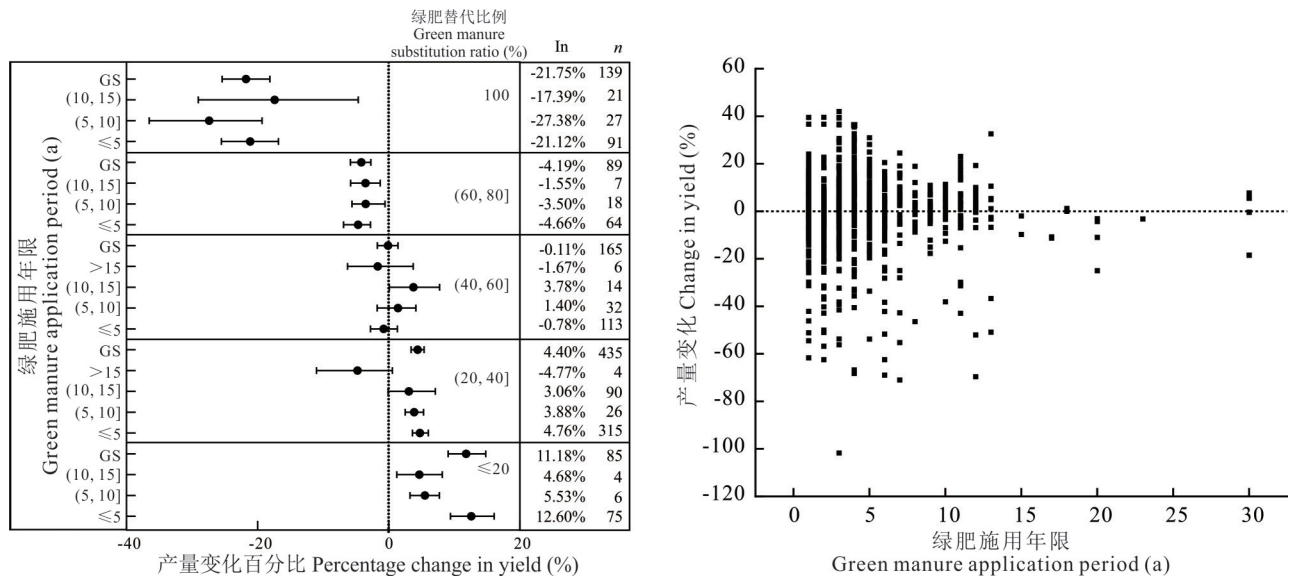 绿肥替代比例
Green manure
substitution ratio (%)
In
n
绿肥施用年限
Green manure application period (a)
GS -21.75% 139
(10, 15) 100 -17.39% 21
(5, 10] -27.38% 27
≤5 -21.12% 91
GS -4.19% 89
(10, 15] (60, 80] -1.55% 7
(5, 10] -3.50% 18
≤5 -4.66% 64
GS -0.11% 165
>15 -1.67% 6
(10, 15] (40, 60] 3.78% 14
(5, 10] 1.40% 32
≤5 -0.78% 113
GS 4.40% 435
>15 (20, 40] -4.77% 4
(10, 15] 3.06% 90
(5, 10] 3.88% 26
≤5 4.76% 315
GS ≤20 11.18% 85
(10, 15] 4.68% 4
(5, 10] 5.53% 6
≤5 12.60% 75
-40 -20 0 20
产量变化百分比 Percentage change in yield (%)
产量变化 Change in yield (%)
60
40
20
0
-20
-40
-60
-80
-100
-120
0 5 10 15 20 25 30
绿肥施用年限
Green manure application period (a)